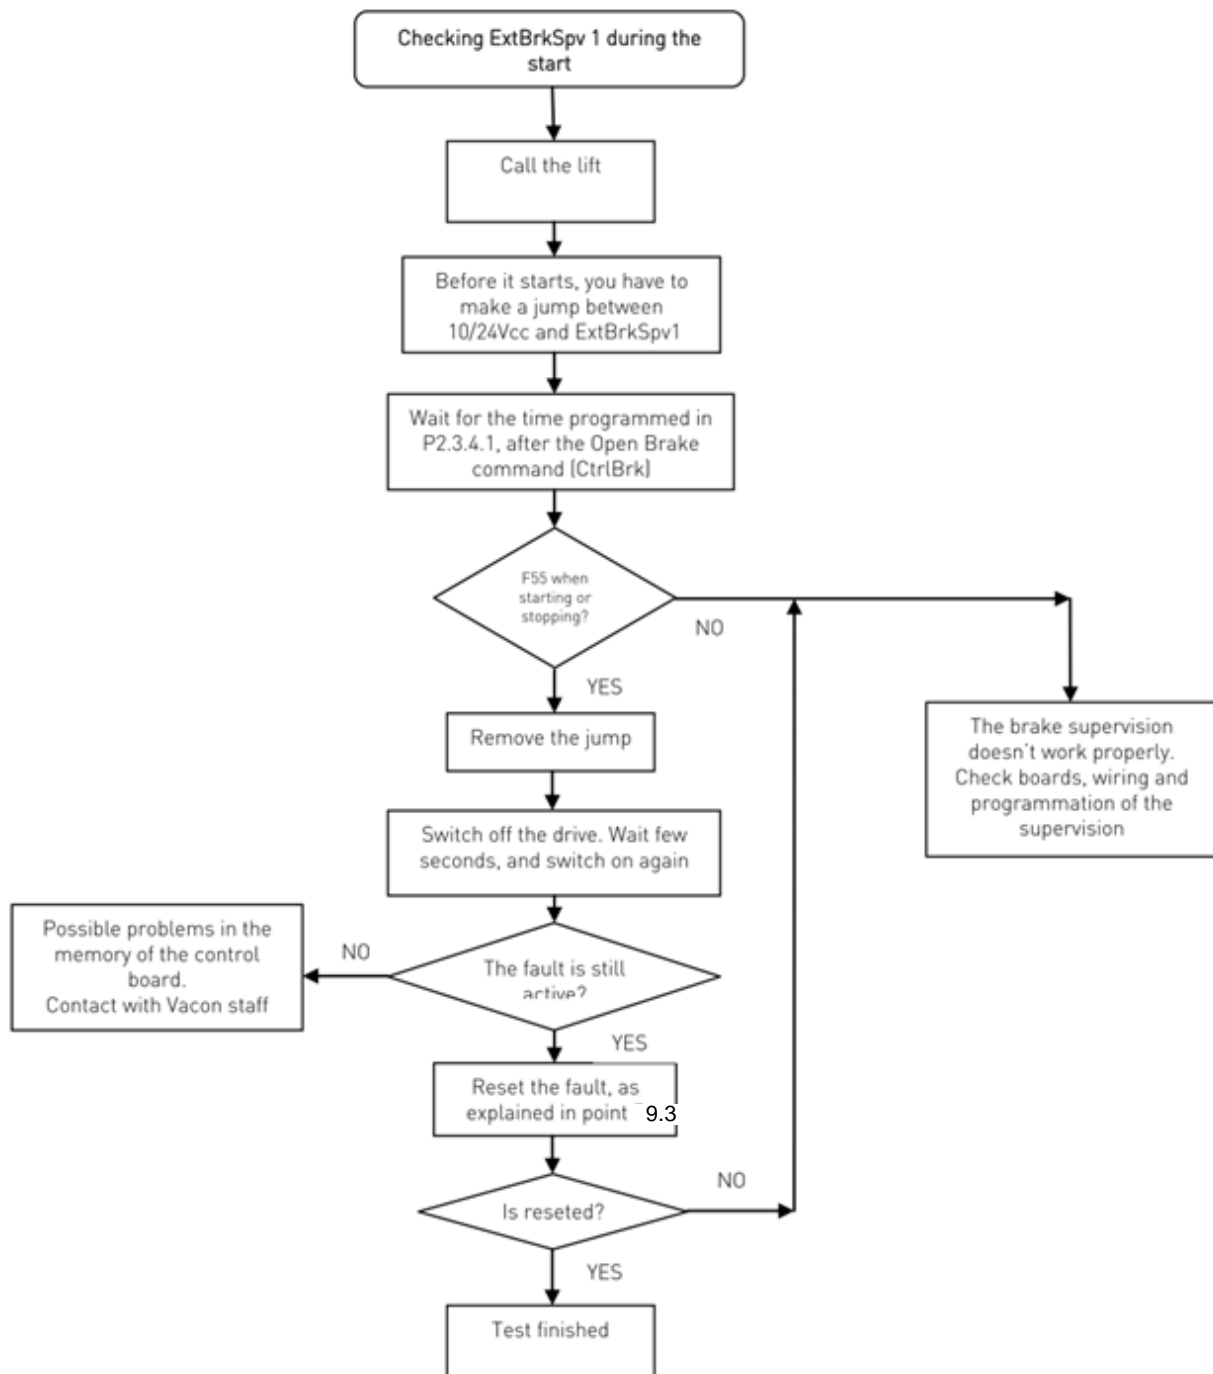 Checking ExtBrkSpv 1 during the
start
Call the lift
Before it starts, you have to
make a jump between
10/24Vcc and ExtBrkSpv1
Wait for the time programmed in
P2.3.4.1, after the Open Brake
command (CtrlBrk)
F55 when
starting or
stopping?
NO
YES
The brake supervision
doesn't work properly.
Check boards, wiring and
programmation of the
supervision
Remove the jump
Switch off the drive. Wait few
seconds, and switch on again
Possible problems in the
memory of the control
board.
Contact with Vacon staff
NO
The fault is still
active?
YES
Reset the fault, as
explained in point 9.3
Is reseted?
NO
YES
Test finished